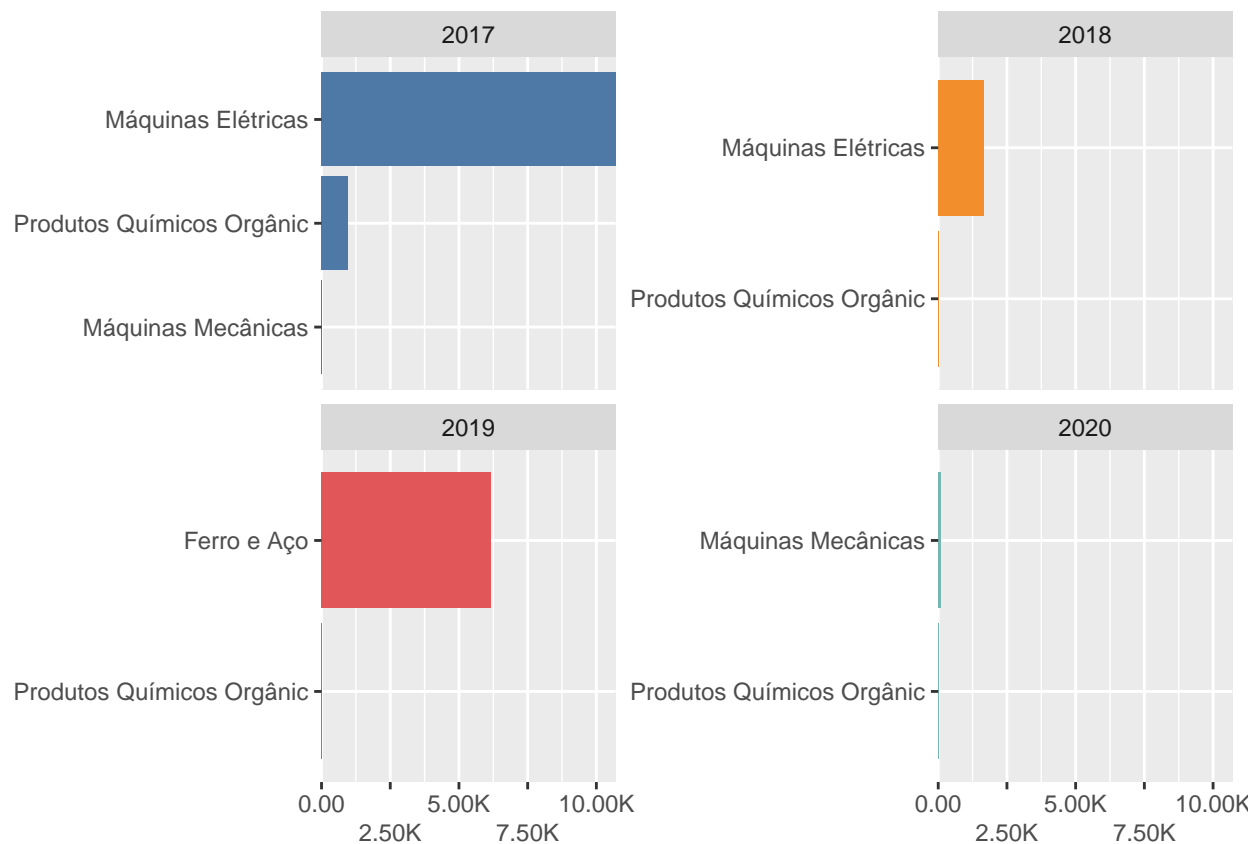 2017
Máquinas Elétricas
Produtos Químicos Orgânic
Máquinas Mecânicas
2018
Máquinas Elétricas
Produtos Químicos Orgânic
2019
Ferro e Aço
Produtos Químicos Orgânic
0.00 5.00K 10.00K
2.50K 7.50K
2020
Máquinas Mecânicas
Produtos Químicos Orgânic
0.00 5.00K 10.00K
2.50K 7.50K